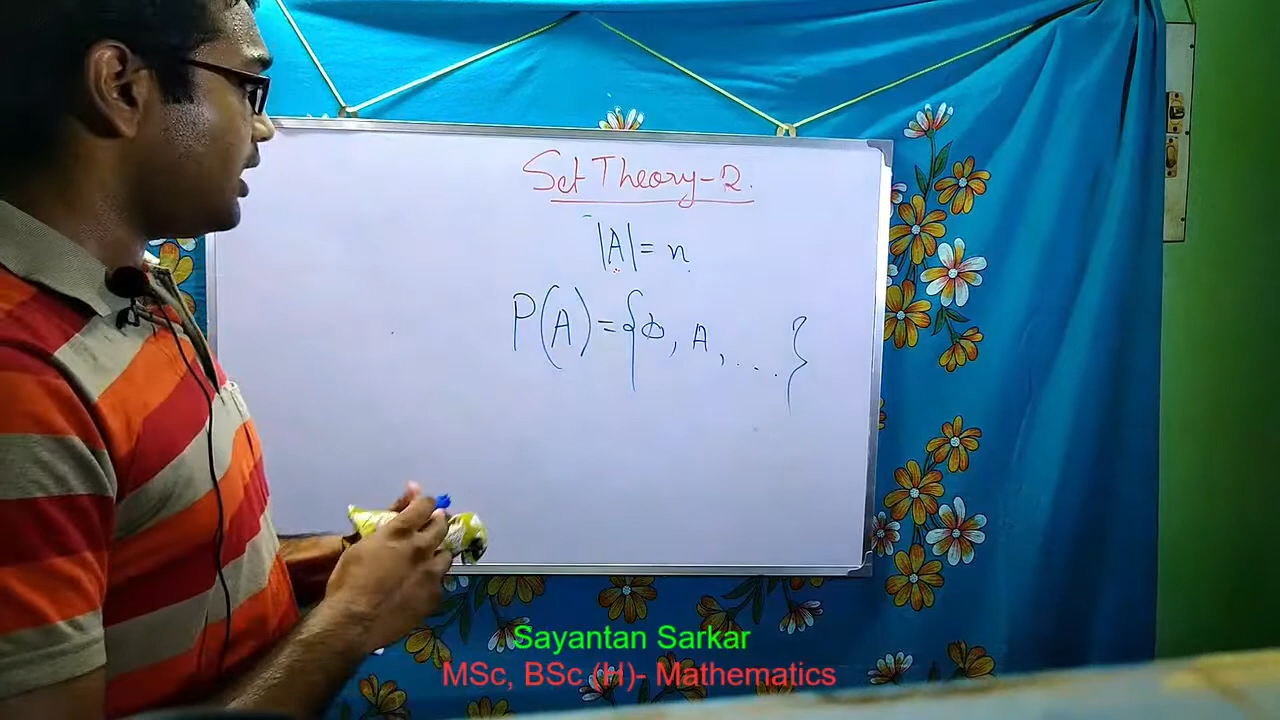 Set Theory-2.
|A| = n
P(A) = {ϕ, A, ...}
Sayantan Sarkar
MSc, BSc (H)- Mathematics